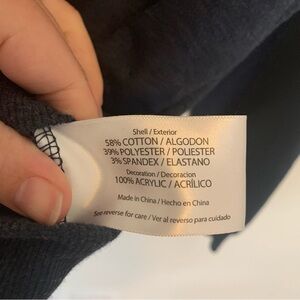 Shell / Exterior
58% COTTON / ALGODON
39% POLYESTER / POLIESTER
3% SPANDEX / ELASTANO
Decoration / Decoracion
100% ACRYLIC / ACRÍLICO
Made in China / Hecho en China
See reverse for care / Ver al reverso para cuidado